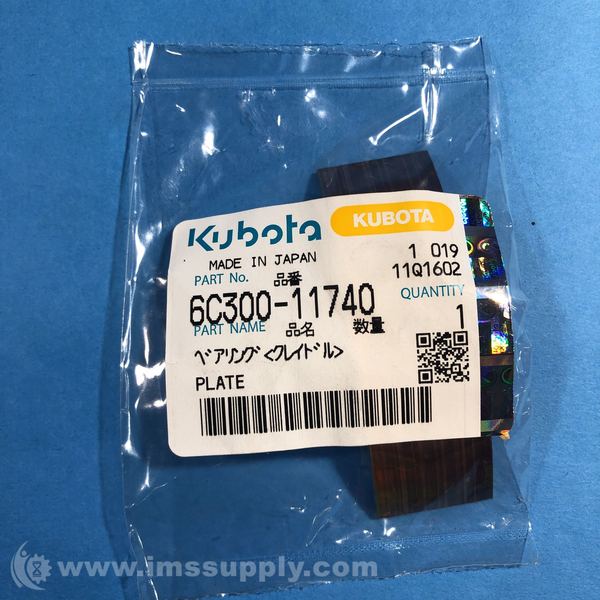 Kubota KUBOTA
MADE IN JAPAN 1 019
PART No. 品番 11Q1602
6C300-11740 QUANTITY
PART NAME 品名 数量 1
ベアリング<クレイドル>
PLATE
www.imssupply.com